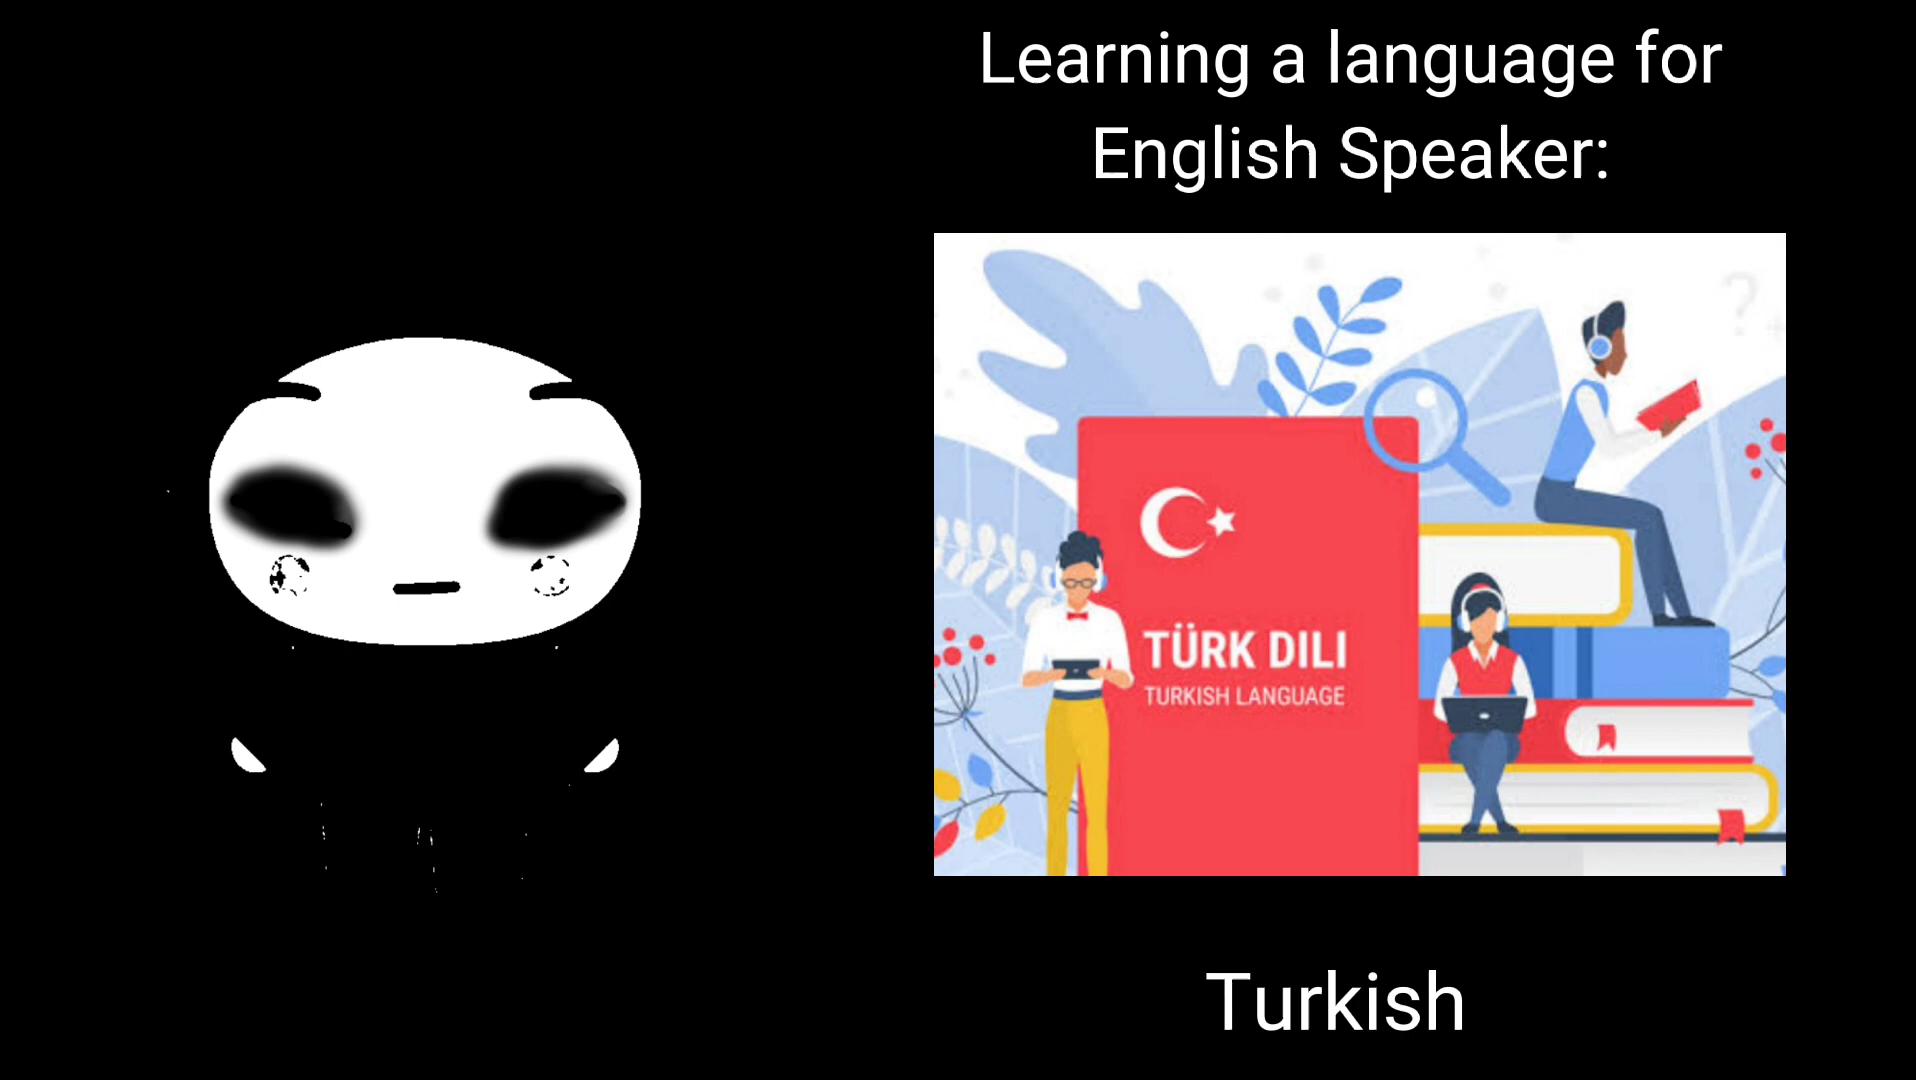 Learning a language for
English Speaker:
TÜRK DILI
TURKISH LANGUAGE
Turkish